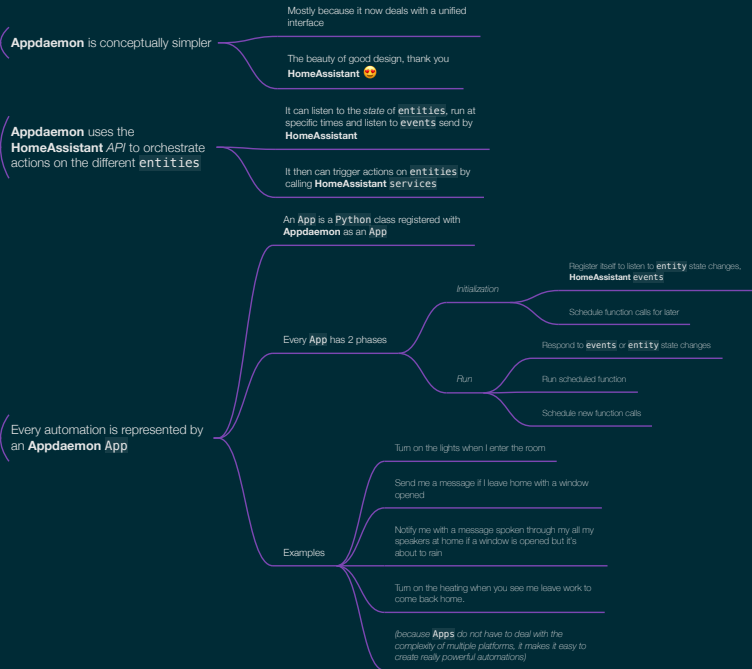 Mostly because it now deals with a unified
interface
Appdaemon is conceptually simpler
The beauty of good design, thank you
HomeAssistant 😍
It can listen to the state of entities, run at
specific times and listen to events send by
HomeAssistant
Appdaemon uses the
HomeAssistant API to orchestrate
actions on the different entities
It then can trigger actions on entities by
calling HomeAssistant services
An App is a Python class registered with
Appdaemon as an App
Every App has 2 phases
Initialization
Register itself to listen to entity state changes,
HomeAssistant events
Schedule function calls for later
Run
Respond to events or entity state changes
Run scheduled function
Schedule new function calls
Every automation is represented by
an Appdaemon App
Examples
Turn on the lights when I enter the room
Send me a message if I leave home with a window
opened
Notify me with a message spoken through my all my
speakers at home if a window is opened but it's
about to rain
Turn on the heating when you see me leave work to
come back home.
(because Apps do not have to deal with the
complexity of multiple platforms, it makes it easy to
create really powerful automations)